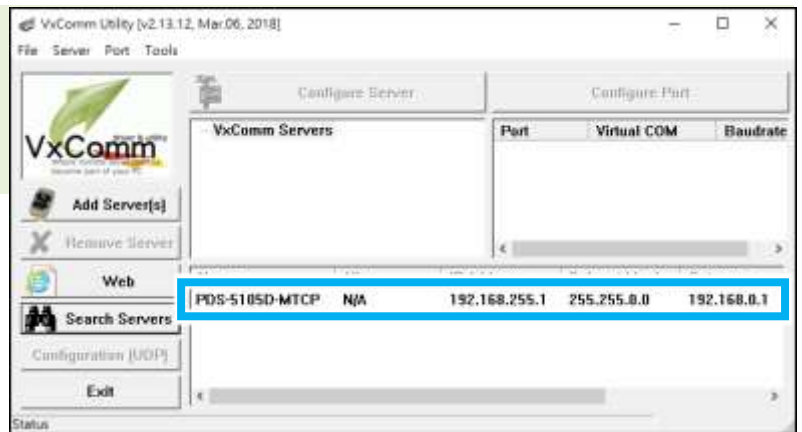 VxComm Utility [v2.13.12, Mar.06, 2018]
File Server Port Tools
Configure Server
Configure Port
VxComm
VxComm Servers
Port Virtual COM Baudrate
Add Server(s)
Remove Server
Web
Search Servers
Configuration (UDP)
Exit
PDS-5105D-MTCP N/A 192.168.255.1 255.255.0.0 192.168.0.1
Status